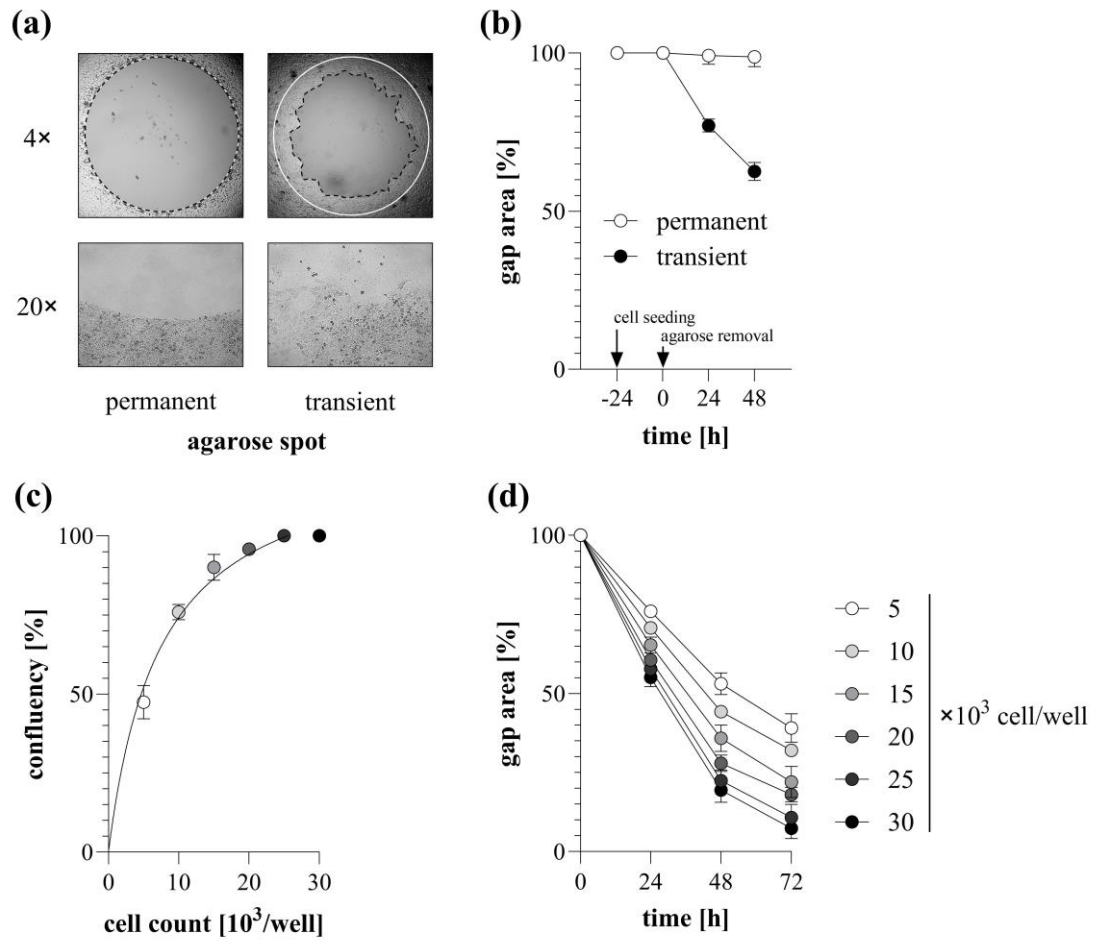 (a)
4×
20×
permanent
transient
agarose spot
(b)
100
50
0
gap area [%]
permanent
transient
cell seeding
agarose removal
-24 0 24 48
time [h]
(c)
100
50
0
confluency [%]
0 10 20 30
cell count [10³/well]
(d)
100
50
0
gap area [%]
0 24 48 72
time [h]
5
10
15
20
25
30
×10³ cell/well